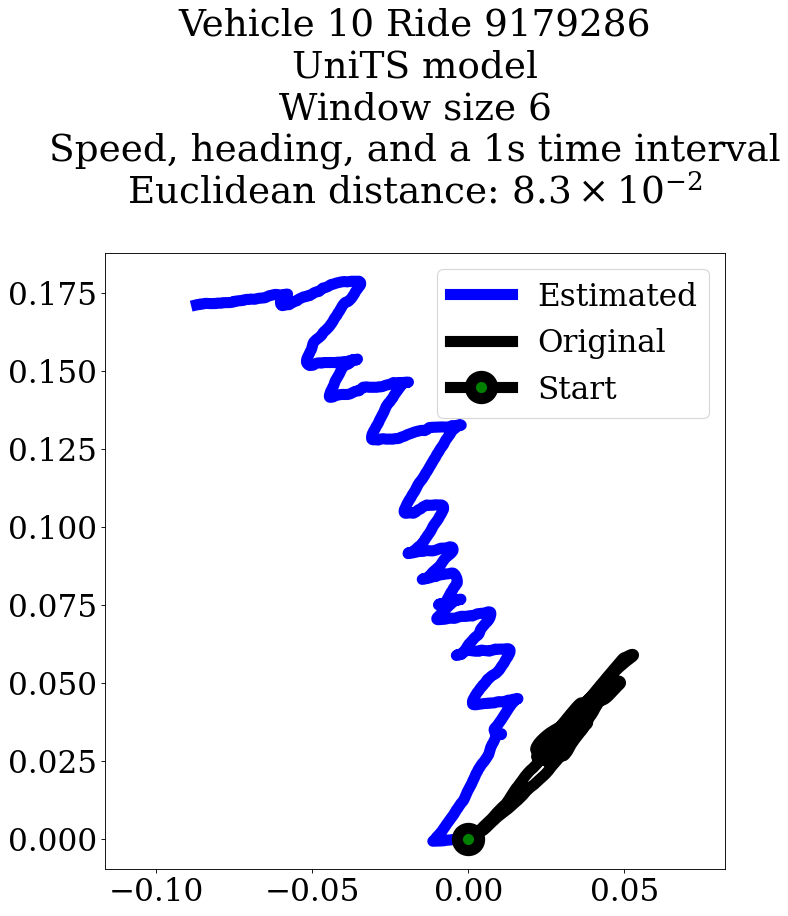 Vehicle 10 Ride 9179286
UniTS model
Window size 6
Speed, heading, and a 1s time interval
Euclidean distance: 8.3 × 10⁻²
Estimated
Original
Start
0.175
0.150
0.125
0.100
0.075
0.050
0.025
0.000
−0.10 −0.05 0.00 0.05